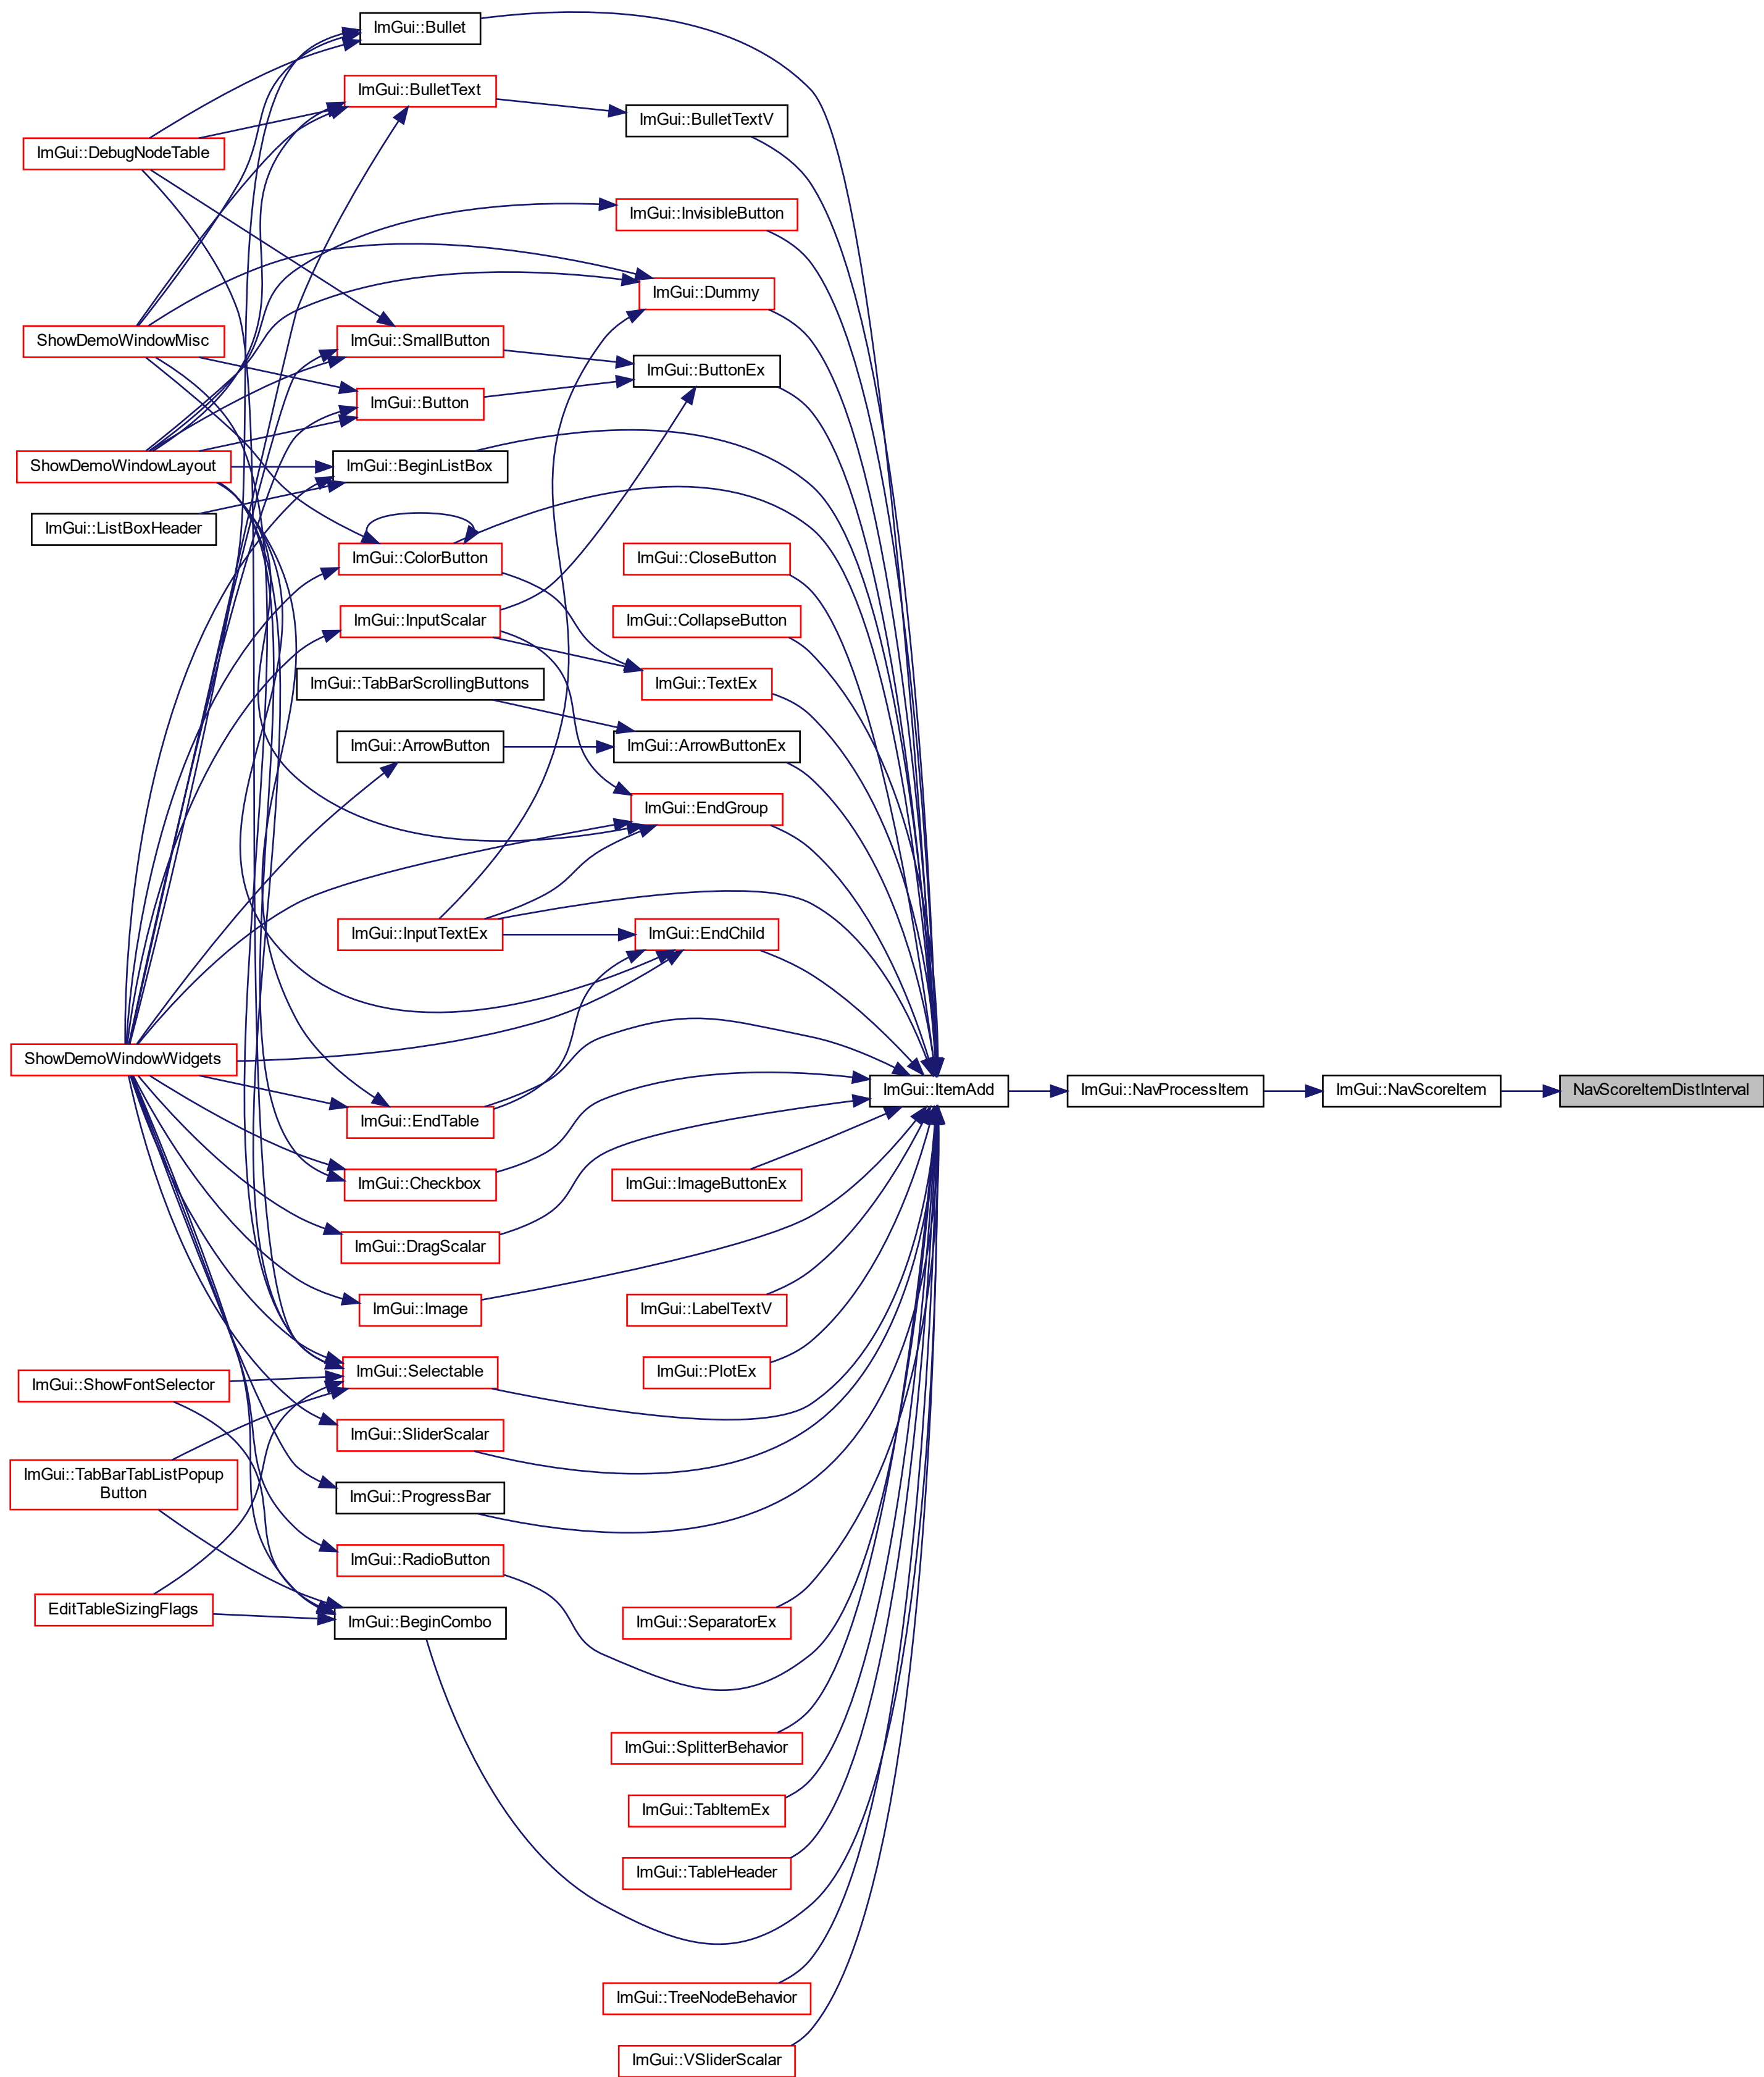 ImGui::Bullet
ImGui::BulletText
ImGui::BulletTextV
ImGui::DebugNodeTable
ImGui::InvisibleButton
ImGui::Dummy
ShowDemoWindowMisc
ImGui::SmallButton
ImGui::ButtonEx
ImGui::Button
ShowDemoWindowLayout
ImGui::BeginListBox
ImGui::ListBoxHeader
ImGui::ColorButton
ImGui::CloseButton
ImGui::InputScalar
ImGui::CollapseButton
ImGui::TabBarScrollingButtons
ImGui::TextEx
ImGui::ArrowButton
ImGui::ArrowButtonEx
ImGui::EndGroup
ImGui::InputTextEx
ImGui::EndChild
ShowDemoWindowWidgets
ImGui::ItemAdd
ImGui::NavProcessItem
ImGui::NavScoreItem
NavScoreItemDistInterval
ImGui::EndTable
ImGui::Checkbox
ImGui::ImageButtonEx
ImGui::DragScalar
ImGui::Image
ImGui::LabelTextV
ImGui::ShowFontSelector
ImGui::Selectable
ImGui::PlotEx
ImGui::SliderScalar
ImGui::TabBarTabListPopup
Button
ImGui::ProgressBar
ImGui::RadioButton
EditTableSizingFlags
ImGui::BeginCombo
ImGui::SeparatorEx
ImGui::SplitterBehavior
ImGui::TabItemEx
ImGui::TableHeader
ImGui::TreeNodeBehavior
ImGui::VSliderScalar